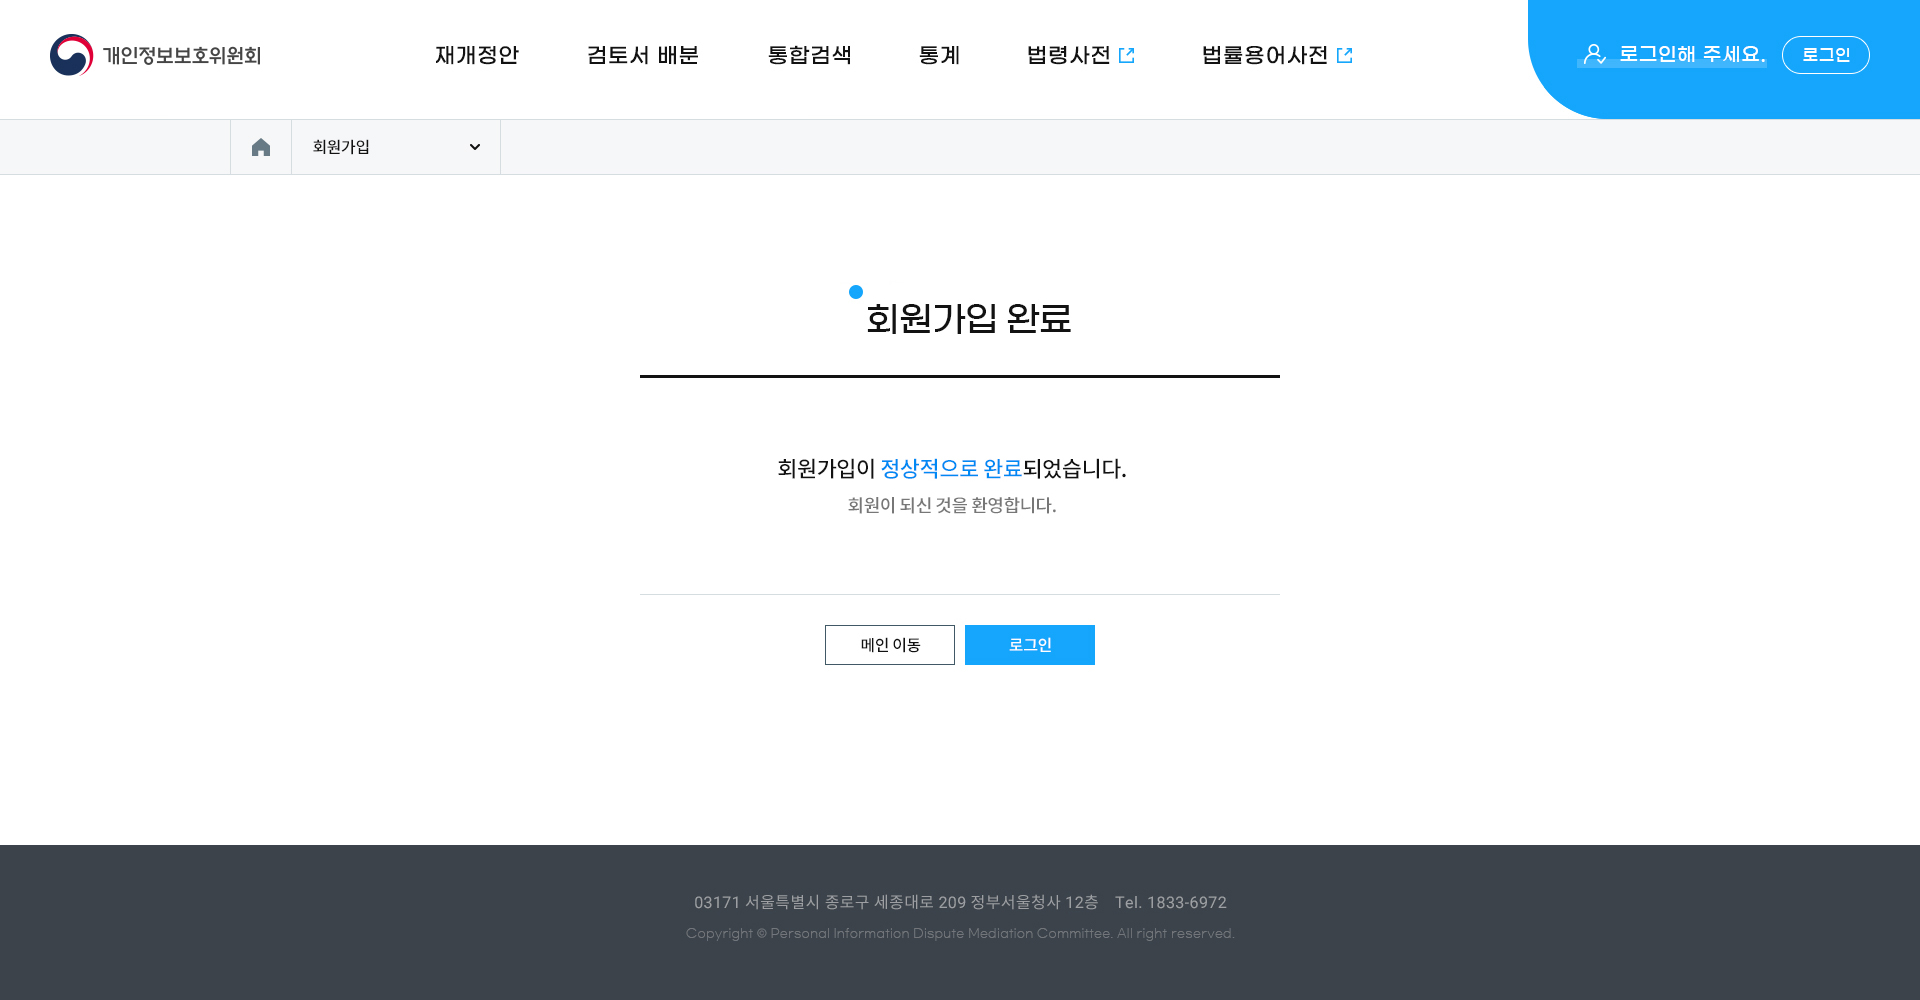 개인정보보호위원회
재개정안 검토서 배분 통합검색 통계 법령사전 법률용어사전
로그인해 주세요. 로그인
회원가입
회원가입 완료
회원가입이 정상적으로 완료되었습니다.
회원이 되신 것을 환영합니다.
메인 이동 로그인
03171 서울특별시 종로구 세종대로 209 정부서울청사 12층 Tel. 1833-6972
Copyright © Personal Information Dispute Mediation Committee. All right reserved.